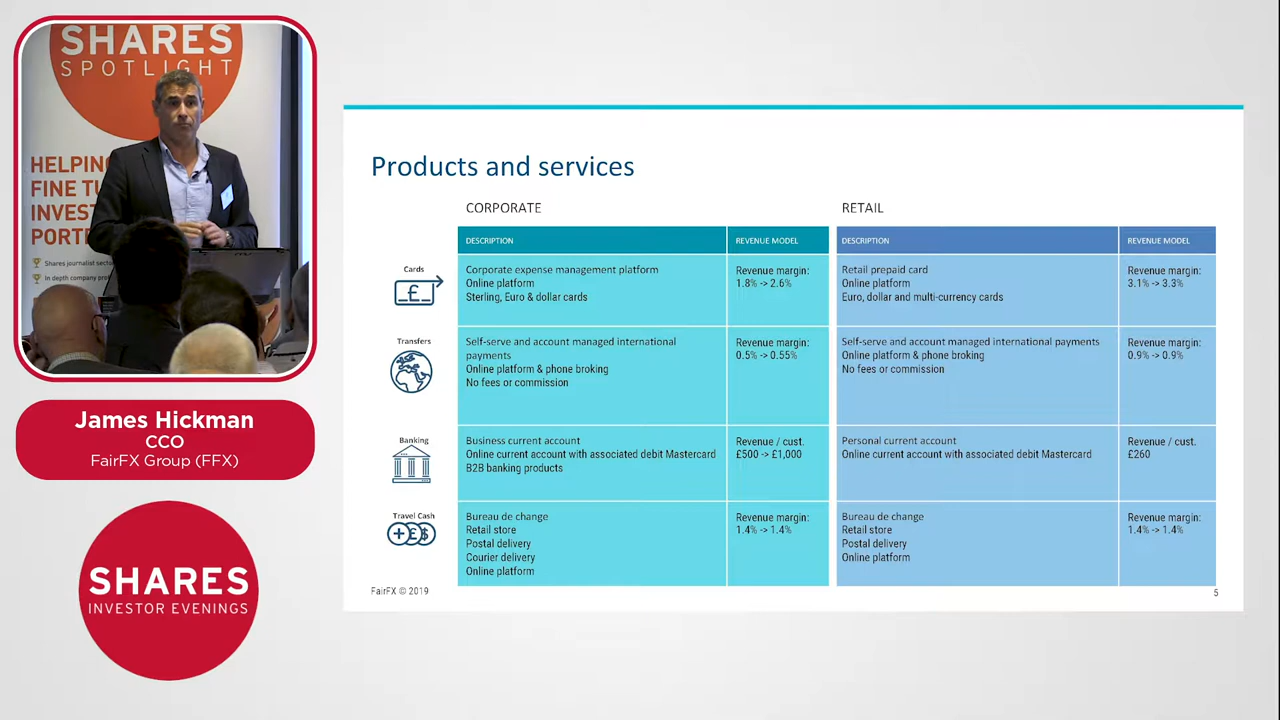 SHARES
SPOTLIGHT
HELPING
FINE TU
INVES
PORT
Shares journalist sect
In depth company pro
James Hickman
CCO
FairFX Group (FFX)
SHARES
INVESTOR EVENINGS
Products and services
CORPORATE
RETAIL
DESCRIPTION
REVENUE MODEL
DESCRIPTION
REVENUE MODEL
Cards
£
Corporate expense management platform
Online platform
Sterling, Euro & dollar cards
Revenue margin:
1.8% -> 2.6%
Retail prepaid card
Online platform
Euro, dollar and multi-currency cards
Revenue margin:
3.1% -> 3.3%
Transfers
Self-serve and account managed international
payments
Online platform & phone broking
No fees or commission
Revenue margin:
0.5% -> 0.55%
Self-serve and account managed international payments
Online platform & phone broking
No fees or commission
Revenue margin:
0.9% -> 0.9%
Banking
Business current account
Online current account with associated debit Mastercard
B2B banking products
Revenue / cust.
£500 -> £1,000
Personal current account
Online current account with associated debit Mastercard
Revenue / cust.
£260
Travel Cash
+£$
Bureau de change
Retail store
Postal delivery
Courier delivery
Online platform
Revenue margin:
1.4% -> 1.4%
Bureau de change
Retail store
Postal delivery
Online platform
Revenue margin:
1.4% -> 1.4%
FairFX © 2019
5